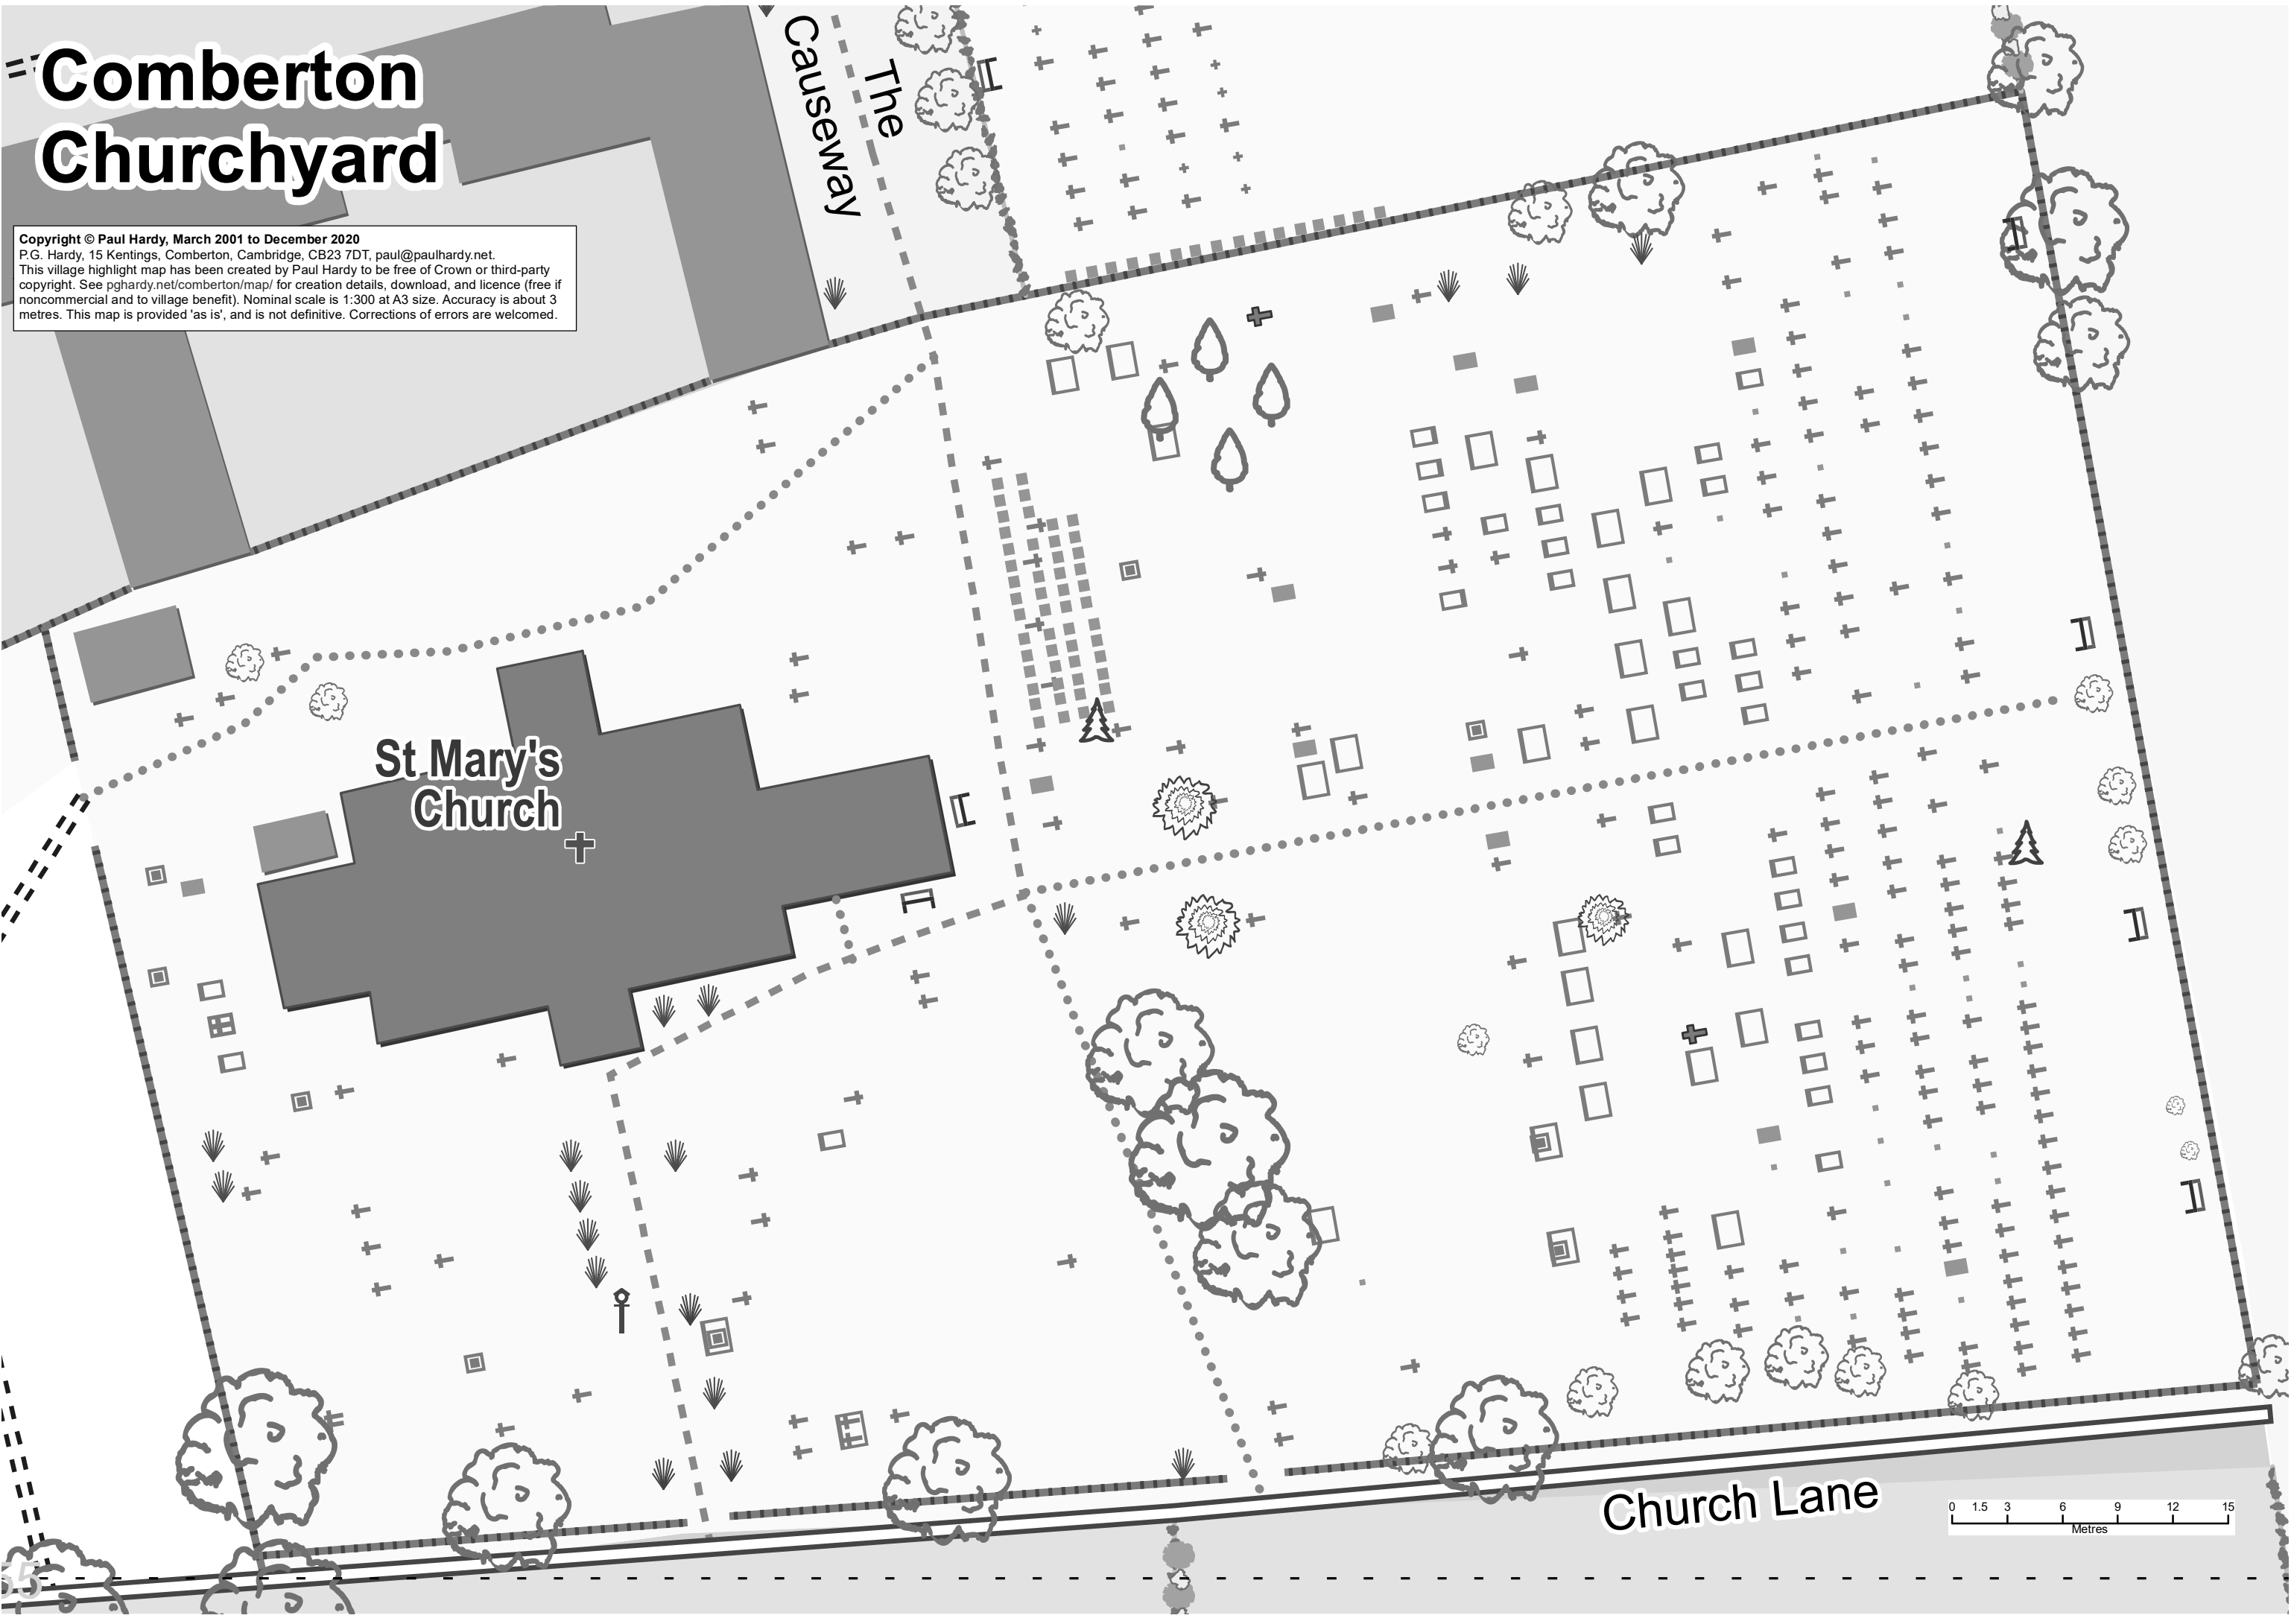 Comberton
Churchyard
Copyright © Paul Hardy, March 2001 to December 2020
P.G. Hardy, 15 Kentings, Comberton, Cambridge, CB23 7DT, paul@paulhardy.net.
This village highlight map has been created by Paul Hardy to be free of Crown or third-party
copyright. See pghardy.net/comberton/map/ for creation details, download, and licence (free if
noncommercial and to village benefit). Nominal scale is 1:300 at A3 size. Accuracy is about 3
metres. This map is provided 'as is', and is not definitive. Corrections of errors are welcomed.
The
Causeway
St Mary's
Church
Church Lane
0 1.5 3 6 9 12 15
Metres